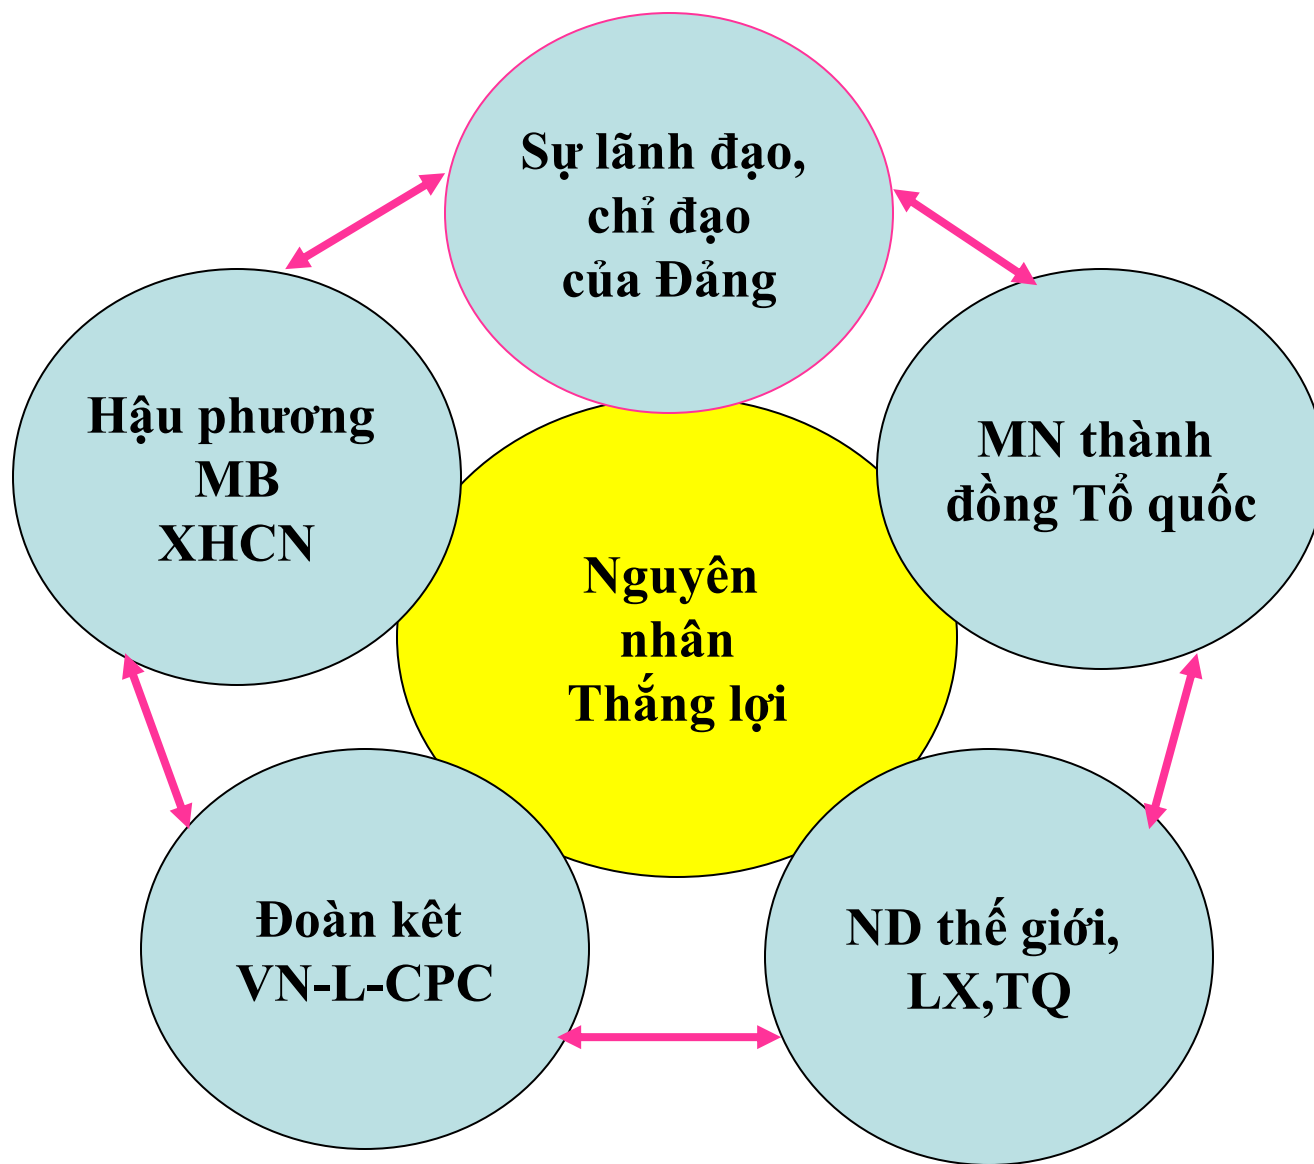 Sự lãnh đạo,
chỉ đạo
của Đảng
Hậu phương
MB
XHCN
MN thành
đồng Tổ quốc
Nguyên
nhân
Thắng lợi
Đoàn kêt
VN-L-CPC
ND thế giới,
LX,TQ